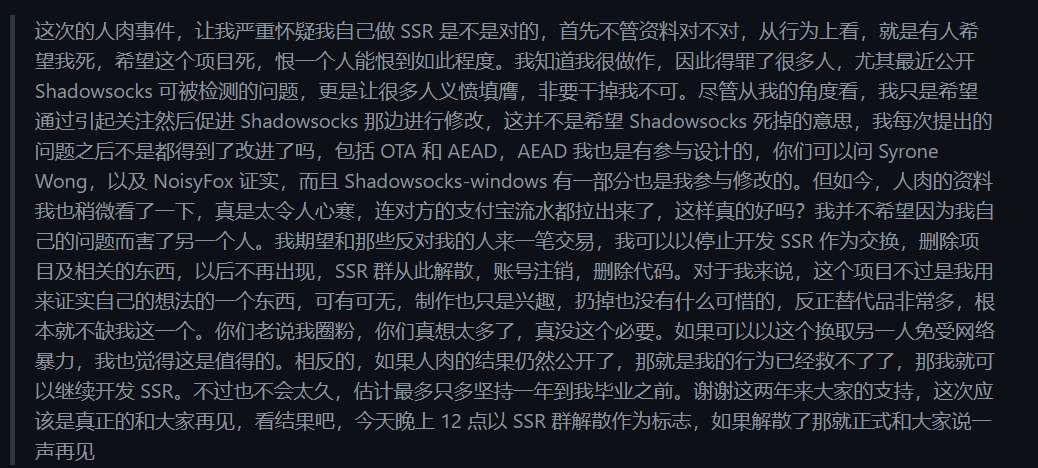 这次的人肉事件，让我严重怀疑我自己做 SSR 是不是对的，首先不管资料对不对，从行为上看，就是有人希
望我死，希望这个项目死，恨一个人能恨到如此程度。我知道我很做作，因此得罪了很多人，尤其最近公开
Shadowsocks 可被检测的问题，更是让很多人义愤填膺，非要干掉我不可。尽管从我的角度看，我只是希望
通过引起关注然后促进 Shadowsocks 那边进行修改，这并不是希望 Shadowsocks 死掉的意思，我每次提出的
问题之后不是都得到了改进了吗，包括 OTA 和 AEAD，AEAD 我也是有参与设计的，你们可以问 Syrone
Wong，以及 NoisyFox 证实，而且 Shadowsocks-windows 有一部分也是我参与修改的。但如今，人肉的资料
我也稍微看了一下，真是太令人心寒，连对方的支付宝流水都拉出来了，这样真的好吗？我并不希望因为我自
己的问题而害了另一个人。我期望和那些反对我的人来一笔交易，我可以以停止开发 SSR 作为交换，删除项
目及相关的东西，以后不再出现，SSR 群从此解散，账号注销，删除代码。对于我来说，这个项目不过是我用
来证实自己的想法的一个东西，可有可无，制作也只是兴趣，扔掉也没有什么可惜的，反正替代品非常多，根
本就不缺我这一个。你们老说我圈粉，你们真想太多了，真没这个必要。如果可以以这个换取另一人免受网络
暴力，我也觉得这是值得的。相反的，如果人肉的结果仍然公开了，那就是我的行为已经救不了了，那我就可
以继续开发 SSR。不过也不会太久，估计最多只多坚持一年到我毕业之前。谢谢这两年来大家的支持，这次应
该是真正的和大家再见，看结果吧，今天晚上 12 点以 SSR 群解散作为标志，如果解散了那就正式和大家说一
声再见